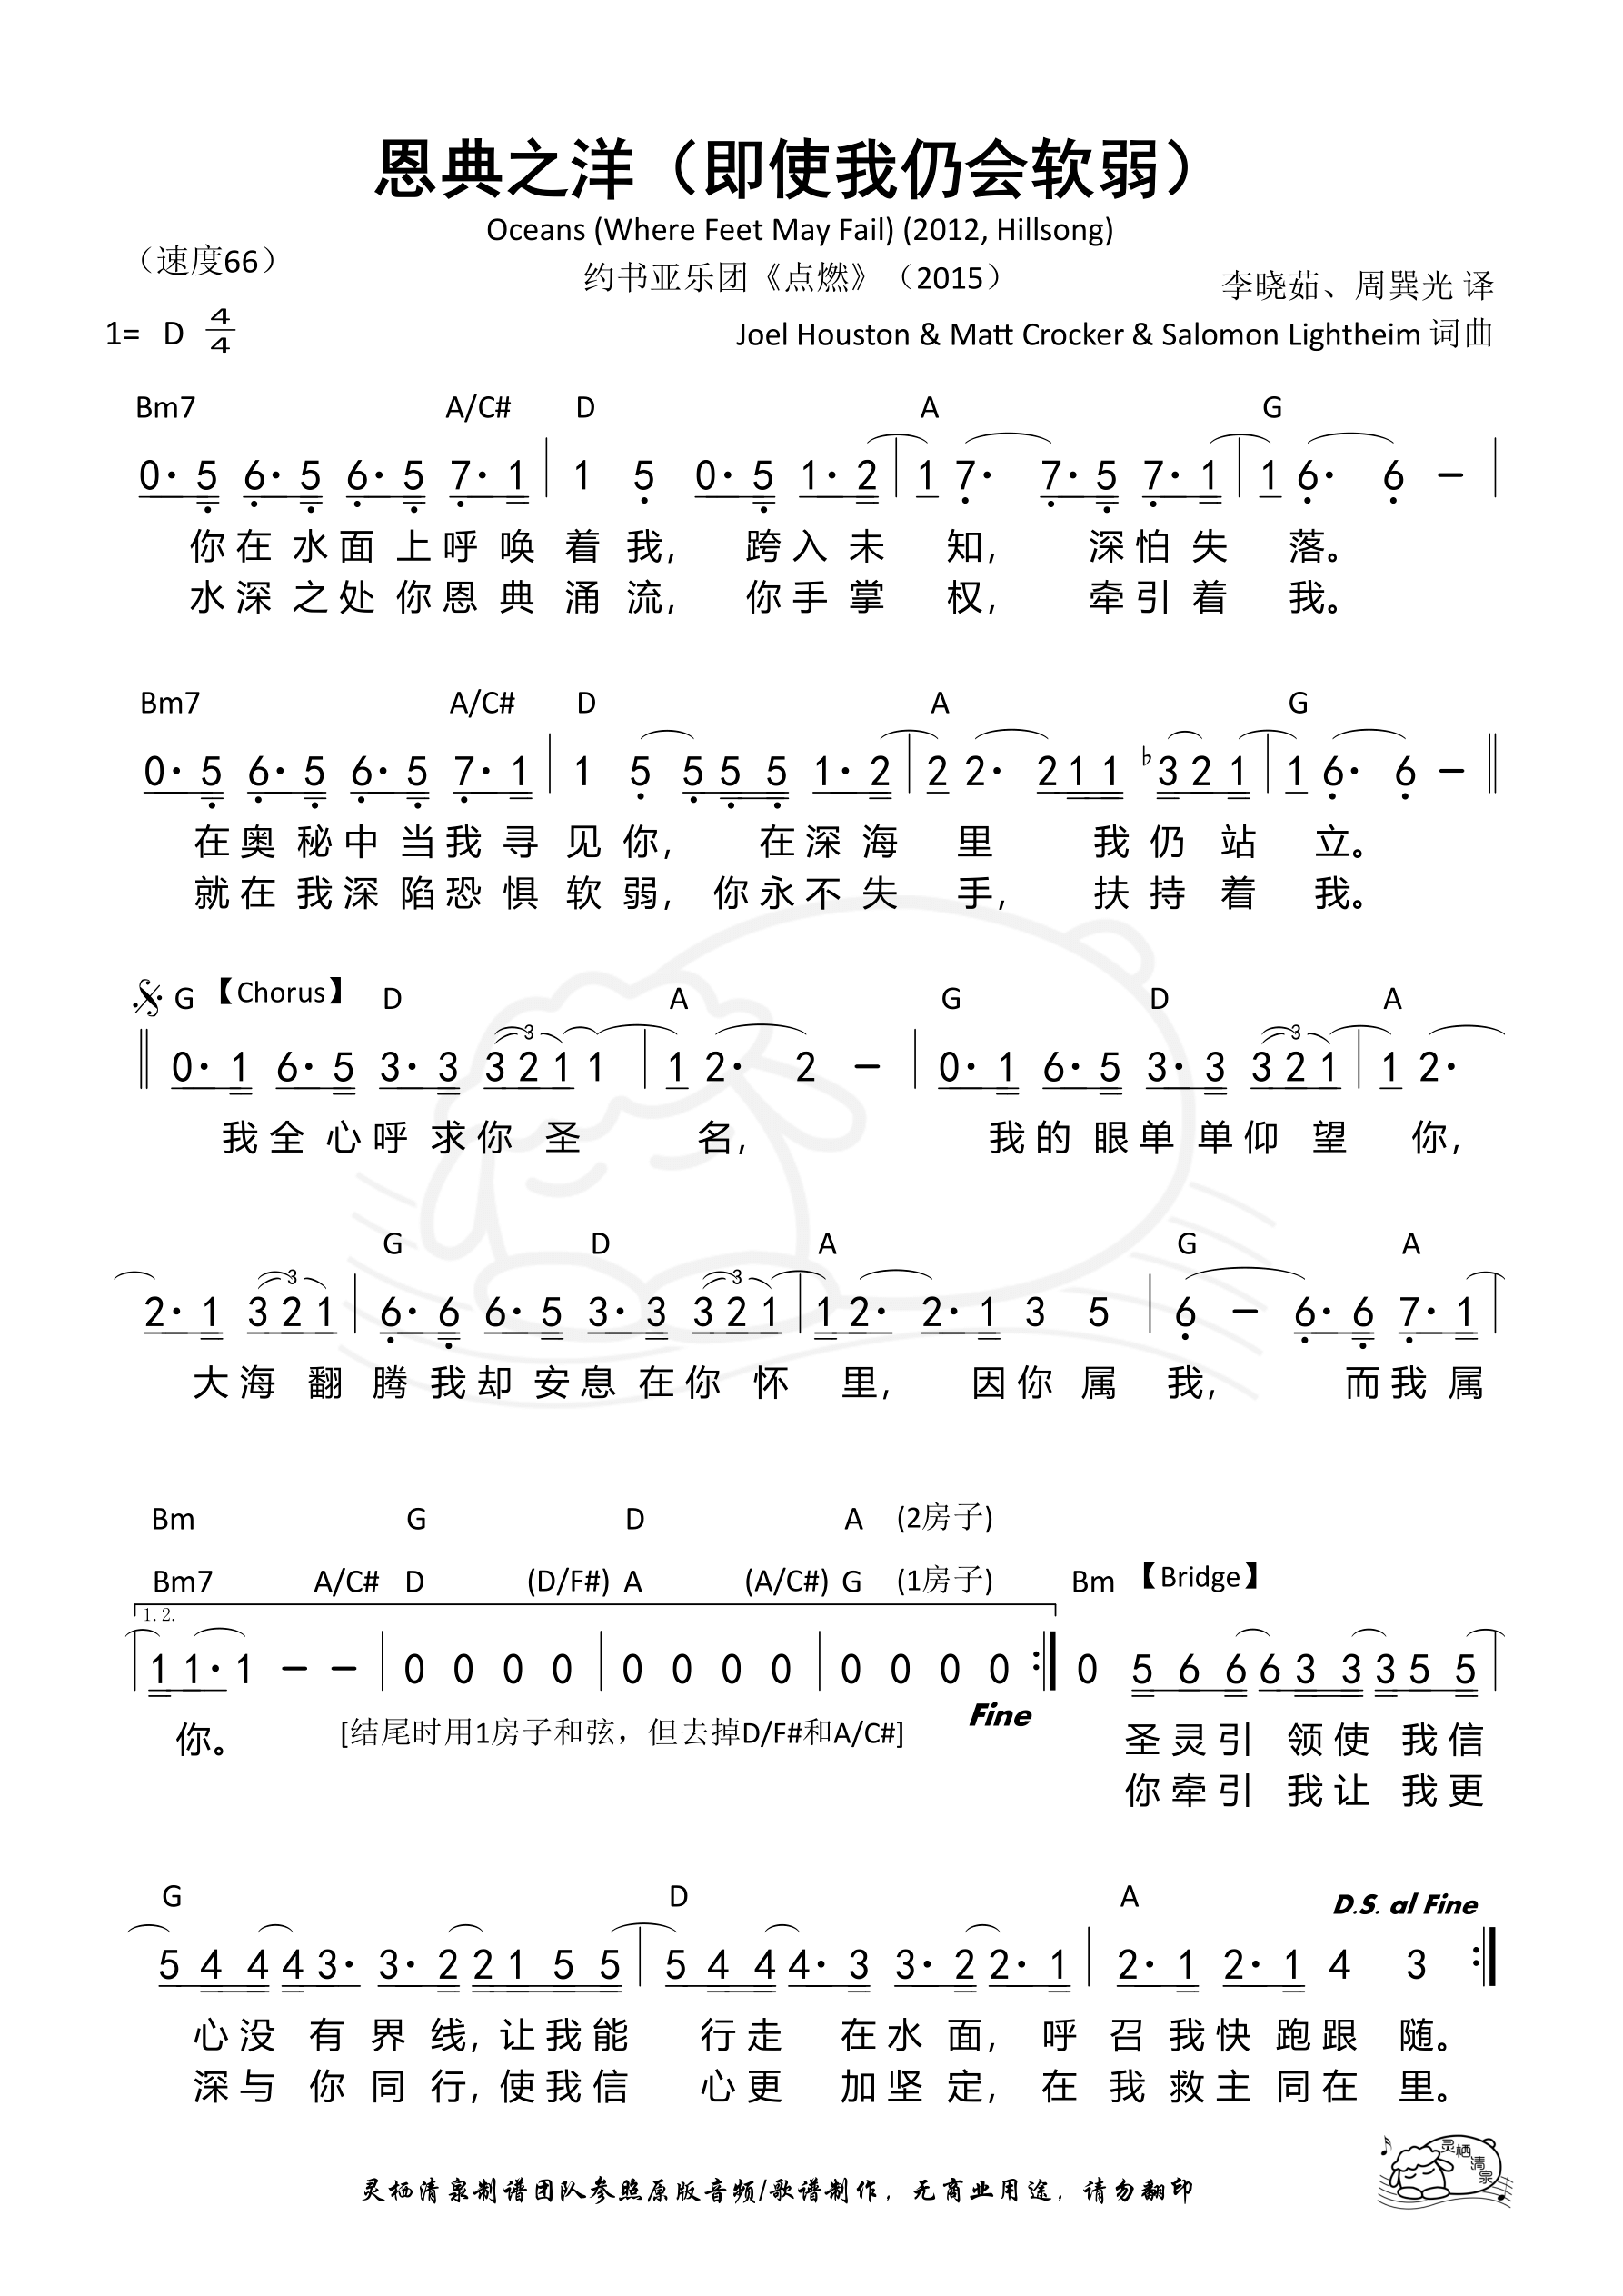 恩典之洋（即使我仍会软弱）
Oceans (Where Feet May Fail) (2012, Hillsong)
（速度66）
约书亚乐团《点燃》（2015）
李晓茹、周巽光 译
1= D 4/4
Joel Houston & Matt Crocker & Salomon Lightheim 词曲
Bm7 A/C# D A G
0· 5 6· 5 6· 5 7· 1 | 1 5 0· 5 1· 2 | 1 7· 7· 5 7· 1 | 1 6· 6 – |
你在水面上呼唤着我, 跨入未知, 深怕失落。
水深之处你恩典涌流, 你手掌权, 牵引着我。
Bm7 A/C# D A G
0· 5 6· 5 6· 5 7· 1 | 1 5 5 5 5 1· 2 | 2 2· 2 1 1 ♭3 2 1 | 1 6· 6 – ||
在奥秘中当我寻见你, 在深海里 我仍站立。
就在我深陷恐惧软弱, 你永不失手, 扶持着我。
G 【Chorus】 D A G D A
|| 0· 1 6· 5 3· 3 3 2 1 1 | 1 2· 2 – | 0· 1 6· 5 3· 3 3 2 1 | 1 2·
3 3
我全心呼求你圣名, 我的眼单单仰望你,
G D A G A
2· 1 3 2 1 | 6· 6 6· 5 3· 3 3 2 1 | 1 2· 2· 1 3 5 | 6 – 6· 6 7· 1 |
3 3
大海翻腾我却安息在你怀里, 因你属我, 而我属
Bm G D A (2房子)
Bm7 A/C# D (D/F#) A (A/C#) G (1房子) Bm 【Bridge】
1.2.
| 1 1· 1 – – | 0 0 0 0 | 0 0 0 0 | 0 0 0 0 :| 0 5 6 6 6 3 3 3 5 5 |
Fine
你。 [结尾时用1房子和弦，但去掉D/F#和A/C#] 圣灵引领使我信
你牵引我让我更
G D A D.S. al Fine
5 4 4 4 3· 3· 2 2 1 5 5 | 5 4 4 4· 3 3· 2 2· 1 | 2· 1 2· 1 4 3 :|
心没有界线, 让我能行走在水面, 呼召我快跑跟随。
深与你同行, 使我信心更加坚定, 在我救主同在里。
灵栖清泉制谱团队参照原版音频/歌谱制作，无商业用途，请勿翻印
灵栖清泉